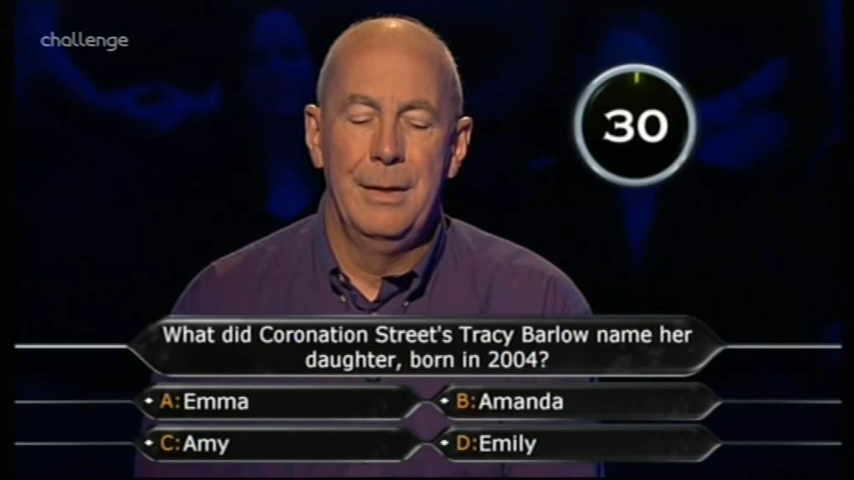 challenge
30
What did Coronation Street's Tracy Barlow name her
daughter, born in 2004?
A: Emma
B: Amanda
C: Amy
D: Emily